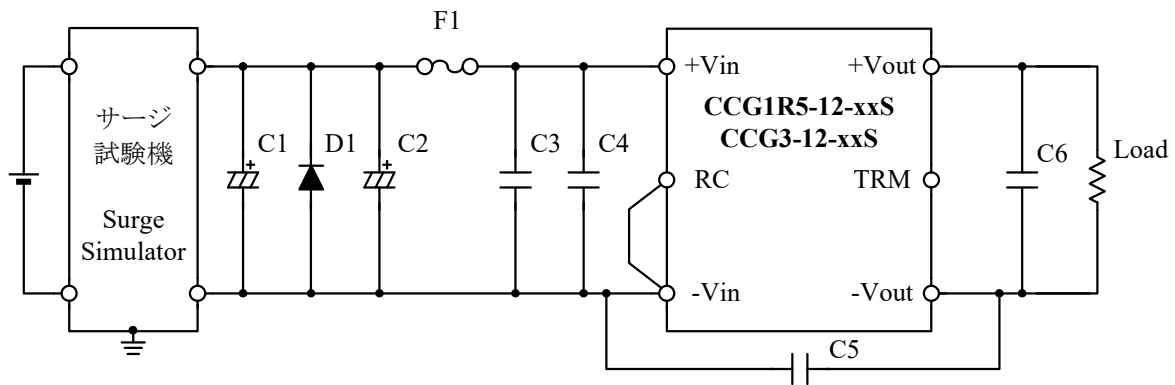 F1
サージ
試験機
Surge
Simulator
C1
D1
C2
C3
C4
+Vin
+Vout
CCG1R5-12-xxS
CCG3-12-xxS
RC
TRM
-Vin
-Vout
C6
Load
C5
+
+